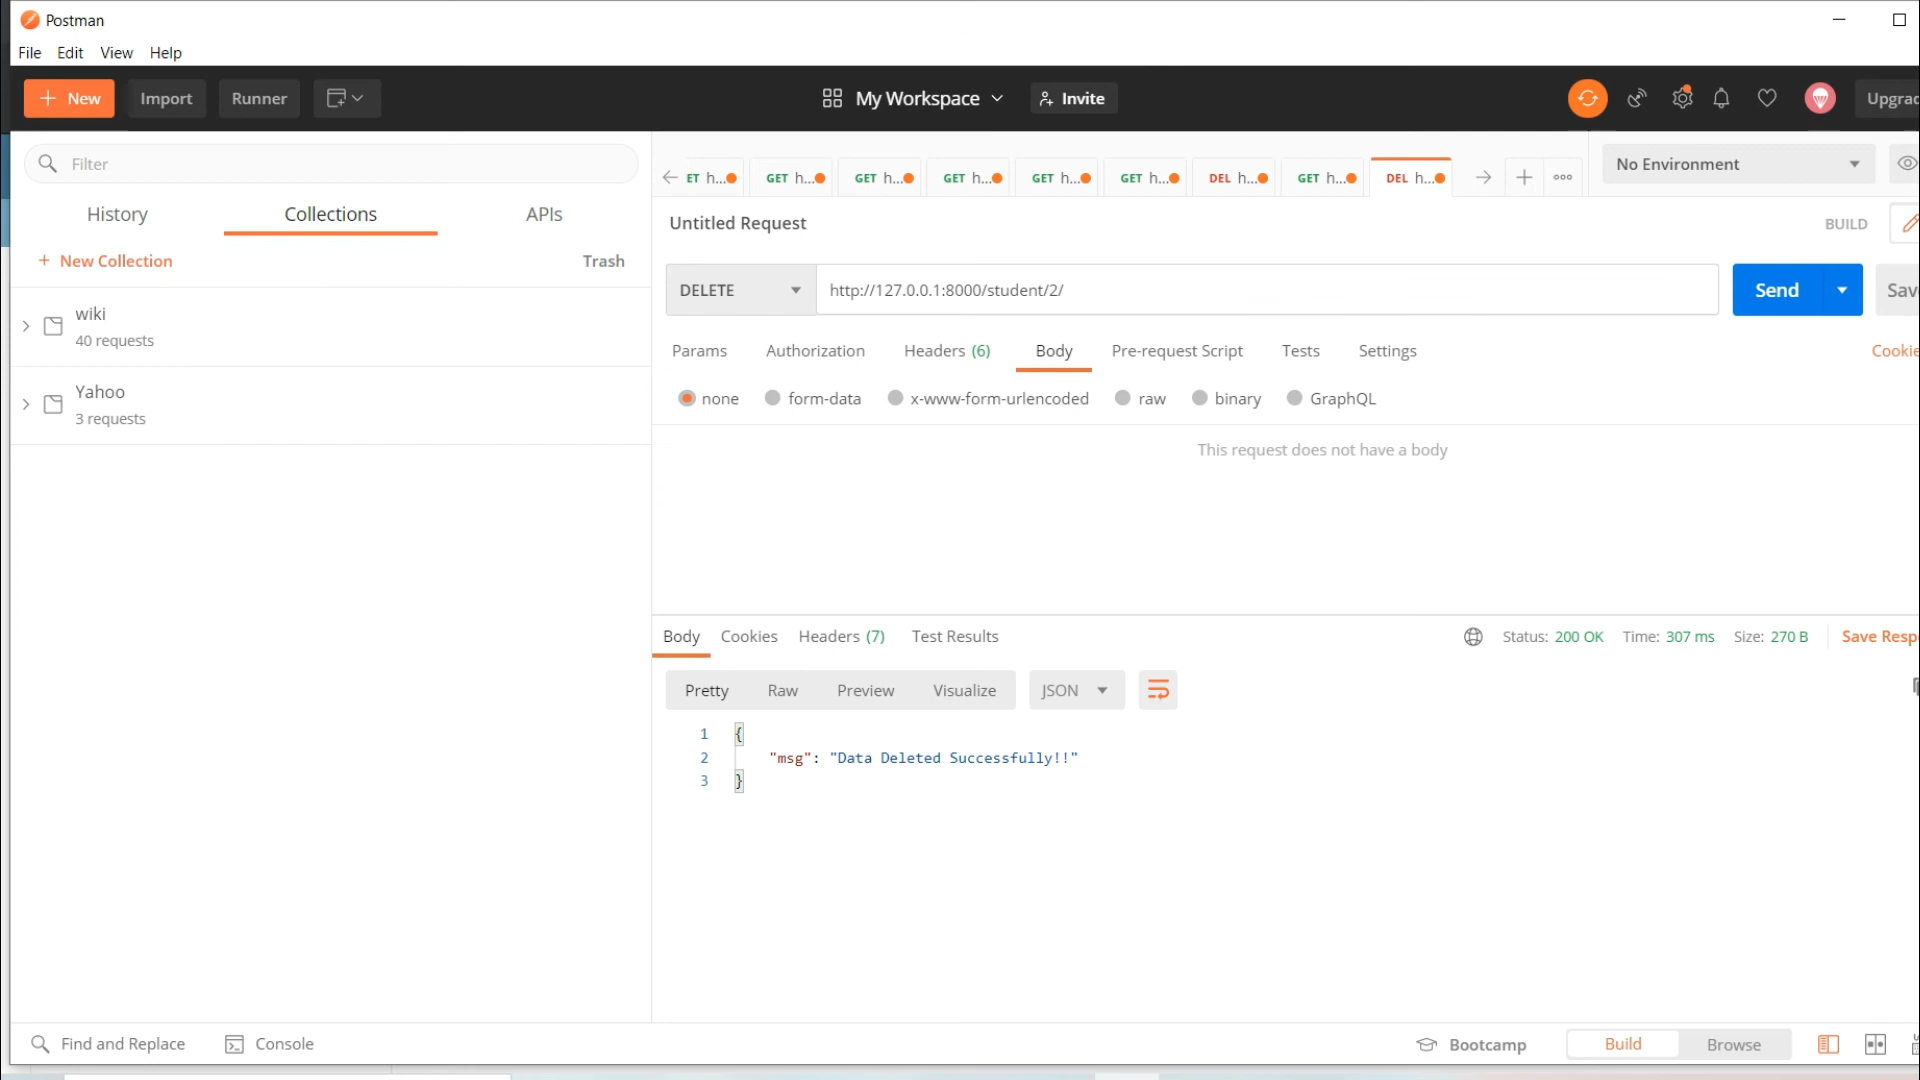 Postman
File Edit View Help
New Import Runner My Workspace Invite Upgrad
Filter
ET h... GET h... GET h... GET h... GET h... GET h... DEL h... GET h... DEL h... No Environment
History Collections APIs
Untitled Request BUILD
+ New Collection Trash
DELETE http://127.0.0.1:8000/student/2/ Send Save
wiki
40 requests
Params Authorization Headers (6) Body Pre-request Script Tests Settings Cookie
Yahoo
3 requests
none form-data x-www-form-urlencoded raw binary GraphQL
This request does not have a body
Body Cookies Headers (7) Test Results Status: 200 OK Time: 307 ms Size: 270 B Save Resp
Pretty Raw Preview Visualize JSON
1 {
2 "msg": "Data Deleted Successfully!!"
3 }
Find and Replace Console Bootcamp Build Browse